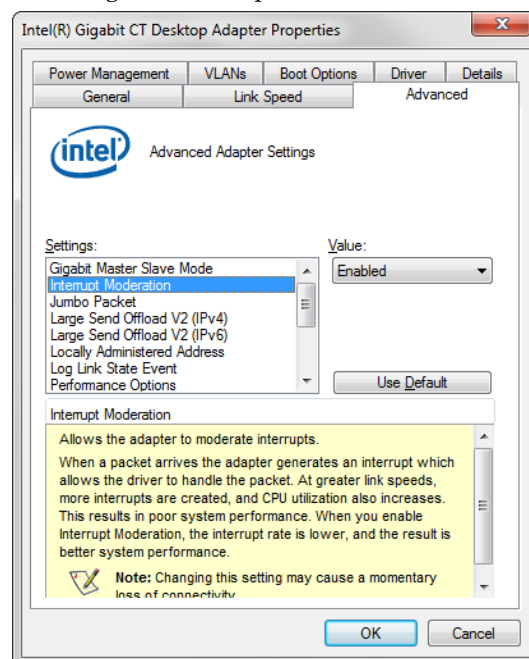 Intel(R) Gigabit CT Desktop Adapter Properties
Power Management VLANs Boot Options Driver Details
General Link Speed Advanced
intel
Advanced Adapter Settings
Settings:
Value:
Gigabit Master Slave Mode
Enabled
Interrupt Moderation
Jumbo Packet
Large Send Offload V2 (IPv4)
Large Send Offload V2 (IPv6)
Locally Administered Address
Log Link State Event
Performance Options
Use Default
Interrupt Moderation
Allows the adapter to moderate interrupts.
When a packet arrives the adapter generates an interrupt which
allows the driver to handle the packet. At greater link speeds,
more interrupts are created, and CPU utilization also increases.
This results in poor system performance. When you enable
Interrupt Moderation, the interrupt rate is lower, and the result is
better system performance.
Note: Changing this setting may cause a momentary
loss of connectivity
OK Cancel